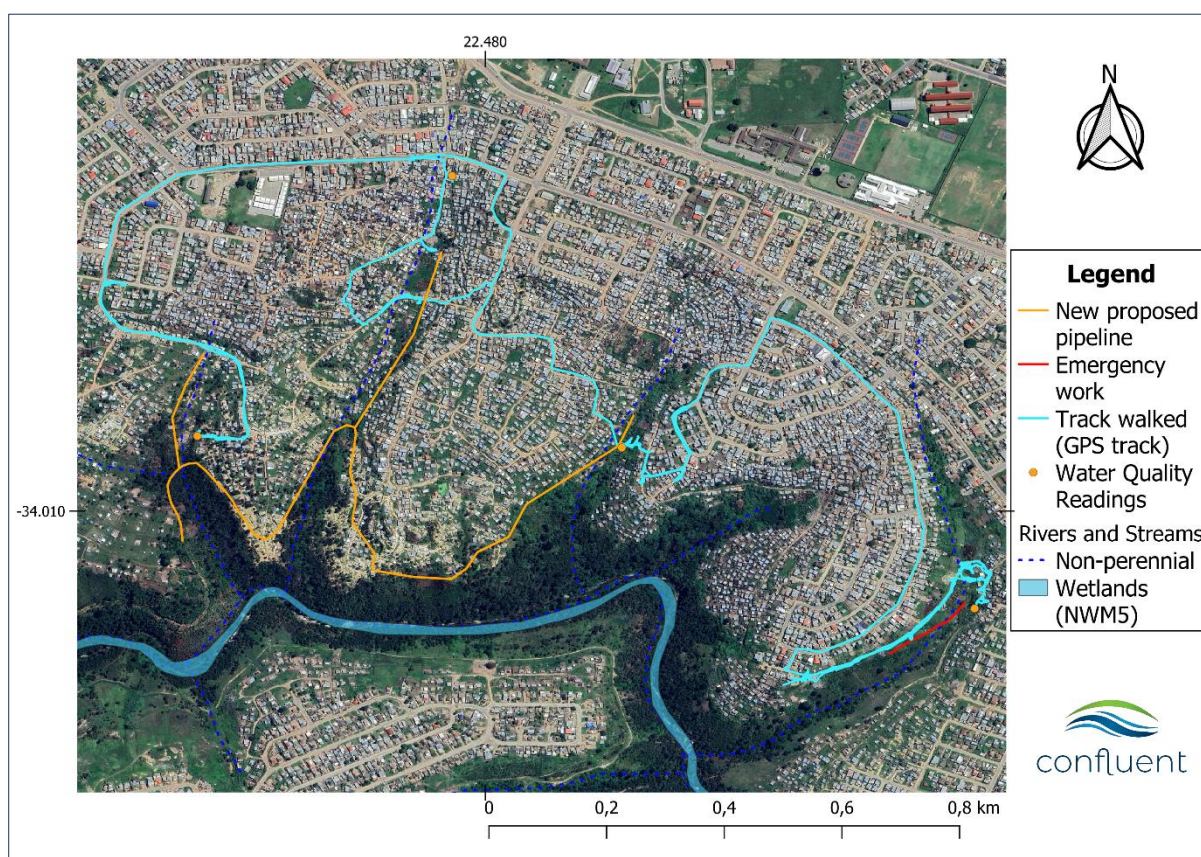 22.480
N
-34.010
Legend
New proposed
pipeline
Emergency
work
Track walked
(GPS track)
Water Quality
Readings
Rivers and Streams
Non-perennial
Wetlands
(NWM5)
confluent
0 0,2 0,4 0,6 0,8 km